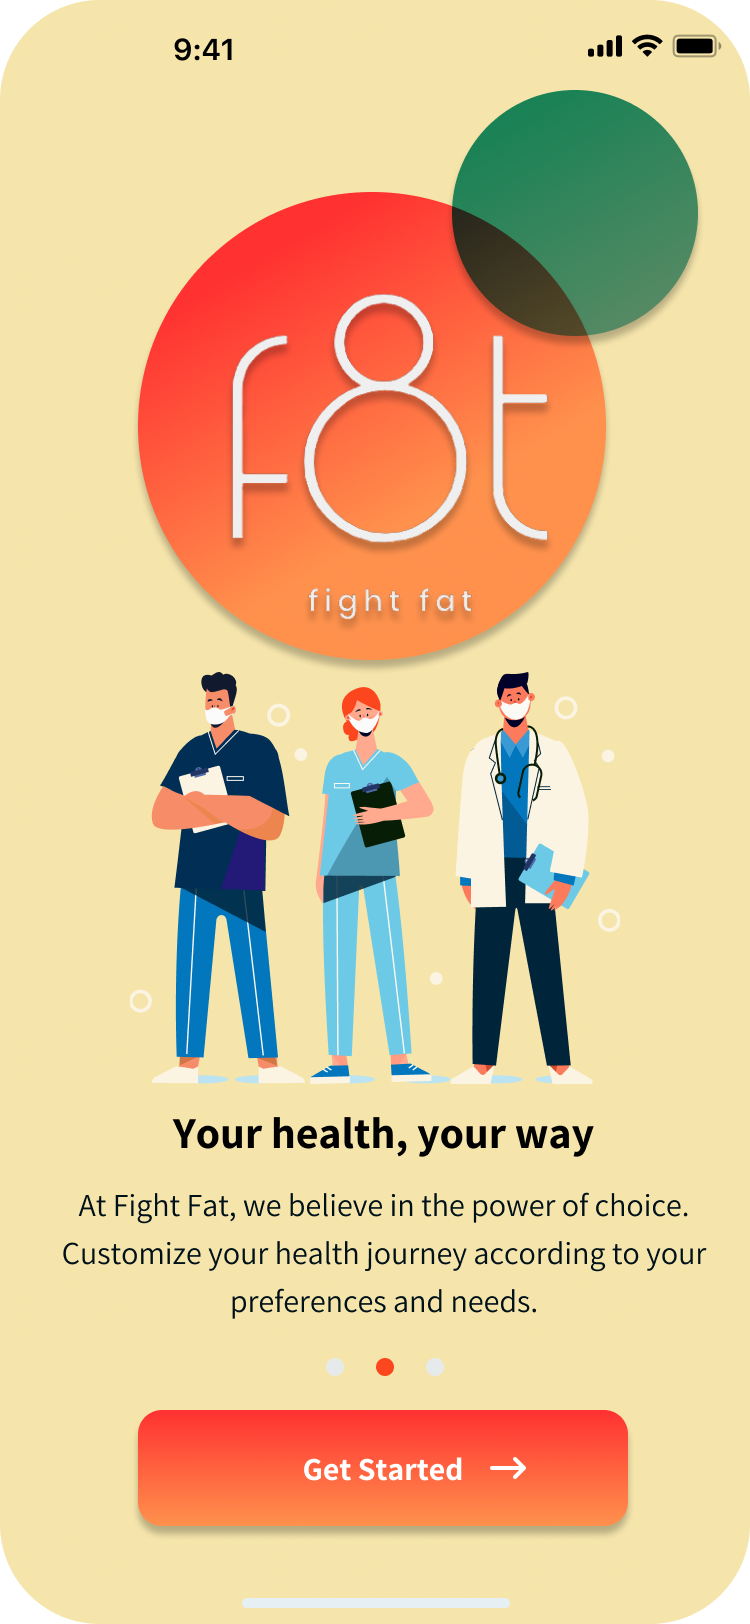 9:41
f8t
fight fat
Your health, your way
At Fight Fat, we believe in the power of choice.
Customize your health journey according to your
preferences and needs.
Get Started